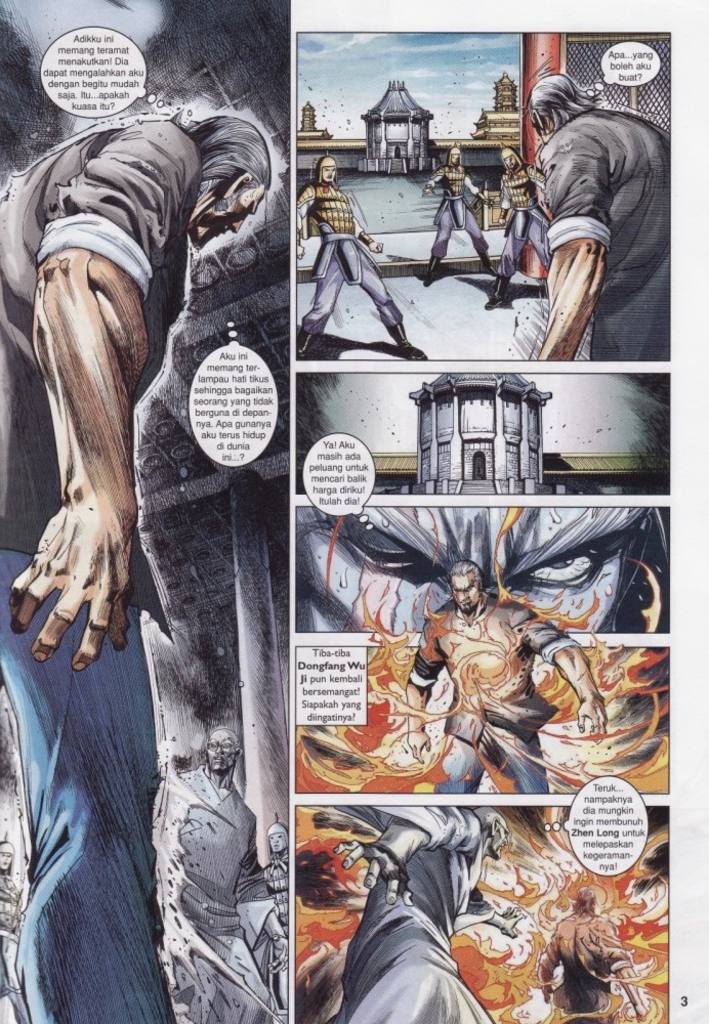 Adikku ini
memang teramat
menakutkan! Dia
dapat mengalahkan aku
dengan begitu mudah
saja. Itu...apakah
kuasa itu?
Aku ini
memang ter-
lampau hati tikus
sehingga bagaikan
seorang yang tidak
berguna di depan-
nya. Apa gunanya
aku terus hidup
di dunia
ini...?
Apa...yang
boleh aku
buat?
Ya! Aku
masih ada
peluang untuk
mencari balik
harga diriku!
Itulah dia!
Tiba-tiba
Dongfang Wu
Ji pun kembali
bersemangat!
Siapakah yang
diingatinya?
Teruk...
nampaknya
dia mungkin
ingin membunuh
Zhen Long untuk
melepaskan
kegeraman-
nya!
3